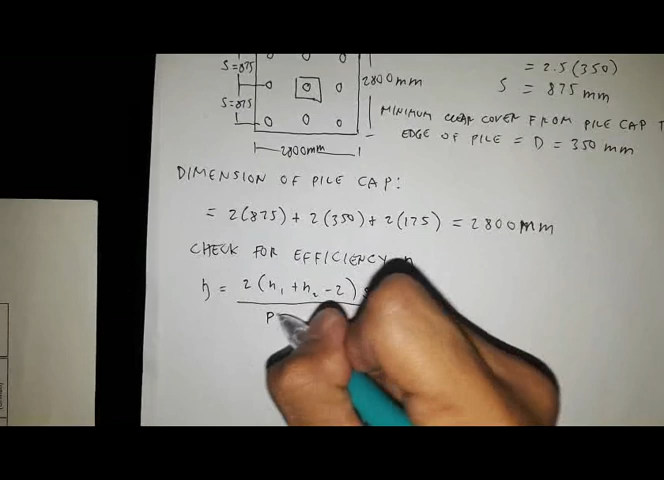 S=875
S=875
2800mm
2800mm
= 2.5(350)
S = 875 mm
MINIMUM CLEAR COVER FROM PILE CAP
EDGE OF PILE = D = 350 mm
DIMENSION OF PILE CAP:
= 2(875) + 2(350) + 2(175) = 2800mm
CHECK FOR EFFICIENCY
η = 2(n1 + n2 - 2)
P